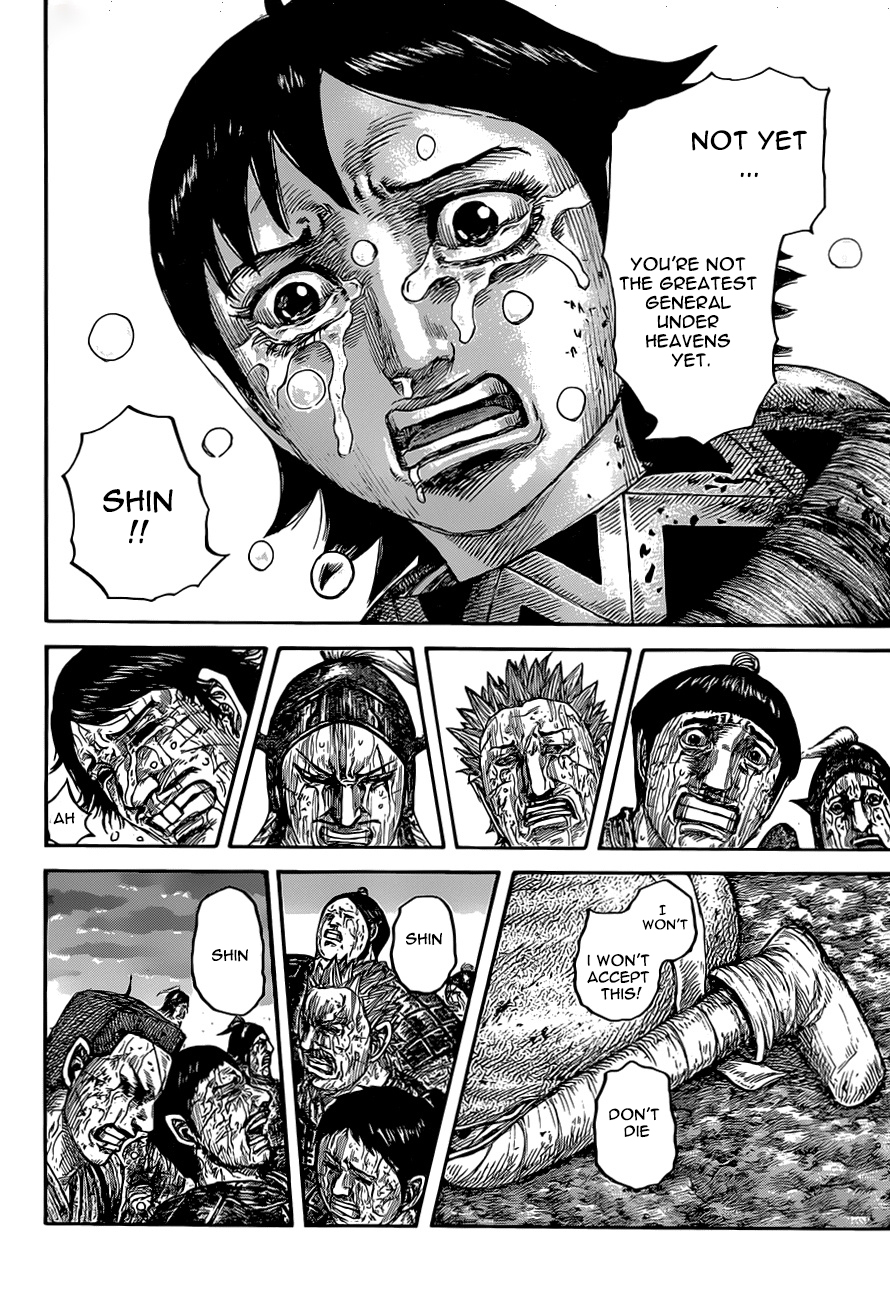 NOT YET
...
YOU'RE NOT
THE GREATEST
GENERAL
UNDER
HEAVENS
YET.
SHIN
!!
AH
SHIN
SHIN
I
WON'T
I WON'T
ACCEPT
THIS!
DON'T
DIE